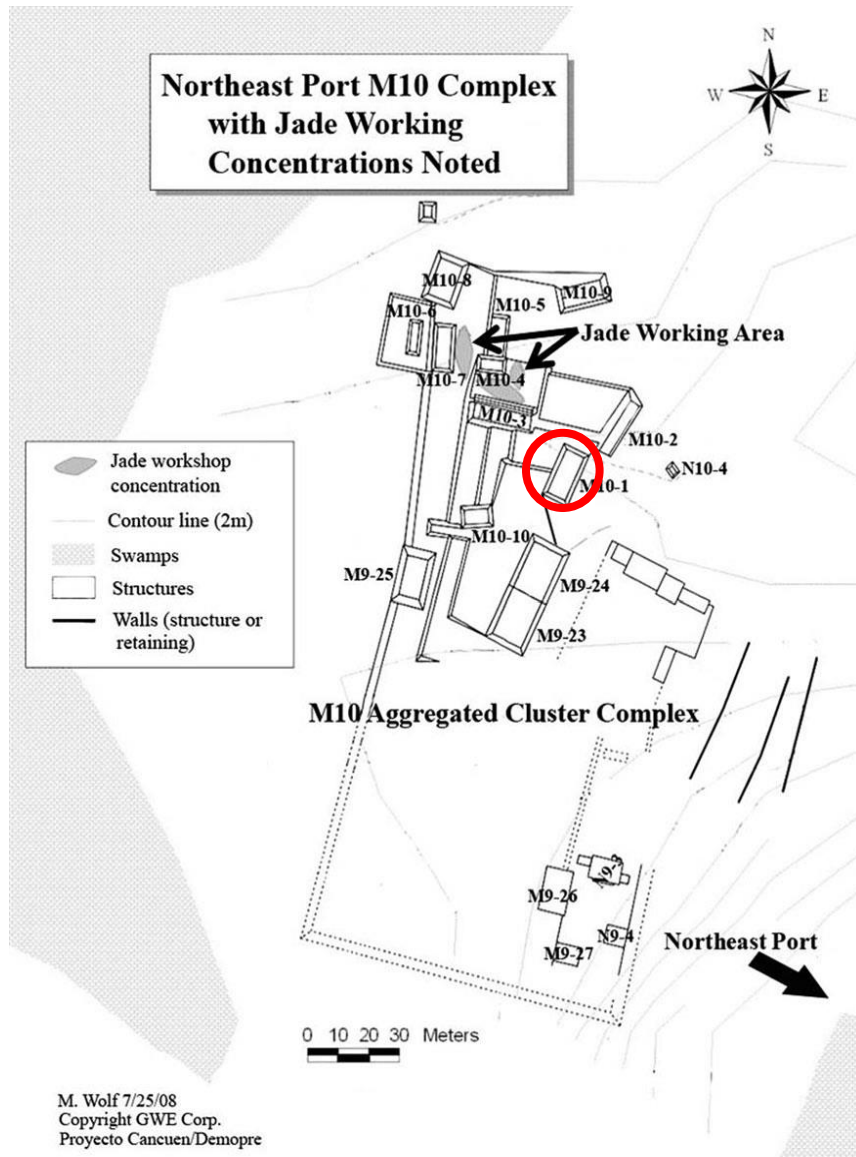 N
W
E
S
Northeast Port M10 Complex
with Jade Working
Concentrations Noted
M10-8
M10-9
M10-6
M10-5
Jade Working Area
M10-7
M10-4
M10-3
M10-2
N10-4
M10-1
M10-10
M9-25
M9-24
M9-23
Jade workshop
concentration
Contour line (2m)
Swamps
Structures
Walls (structure or
retaining)
M10 Aggregated Cluster Complex
M9-26
N9-4
M9-27
Northeast Port
0 10 20 30 Meters
M. Wolf 7/25/08
Copyright GWE Corp.
Proyecto Cancuen/Demopre